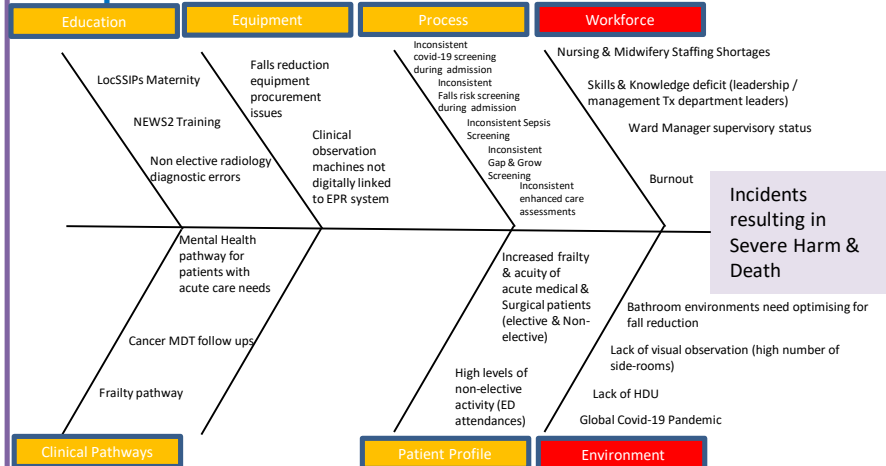 Education
Equipment
Process
Workforce
LocSSIPs Maternity
NEWS2 Training
Non elective radiology
diagnostic errors
Falls reduction
equipment
procurement
issues
Clinical
observation
machines not
digitally linked
to EPR system
Inconsistent
covid-19 screening
during admission
Inconsistent
Falls risk screening
during admission
Inconsistent Sepsis
Screening
Inconsistent
Gap & Grow
Screening
Inconsistent
enhanced care
assessments
Nursing & Midwifery Staffing Shortages
Skills & Knowledge deficit (leadership /
management Tx department leaders)
Ward Manager supervisory status
Burnout
Incidents
resulting in
Severe Harm &
Death
Mental Health
pathway for
patients with
acute care needs
Cancer MDT follow ups
Frailty pathway
Increased frailty
& acuity of
acute medical &
Surgical patients
(elective & Non-
elective)
High levels of
non-elective
activity (ED
attendances)
Bathroom environments need optimising for
fall reduction
Lack of visual observation (high number of
side-rooms)
Lack of HDU
Global Covid-19 Pandemic
Clinical Pathways
Patient Profile
Environment